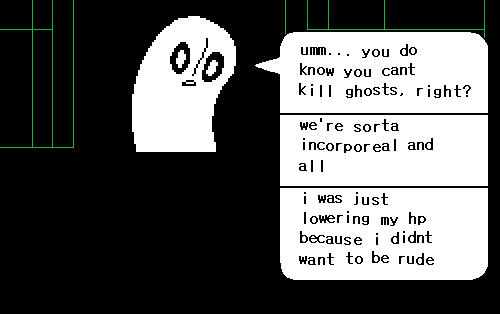 umm... you do
know you cant
kill ghosts, right?
we're sorta
incorporeal and
all
i was just
lowering my hp
because i didnt
want to be rude